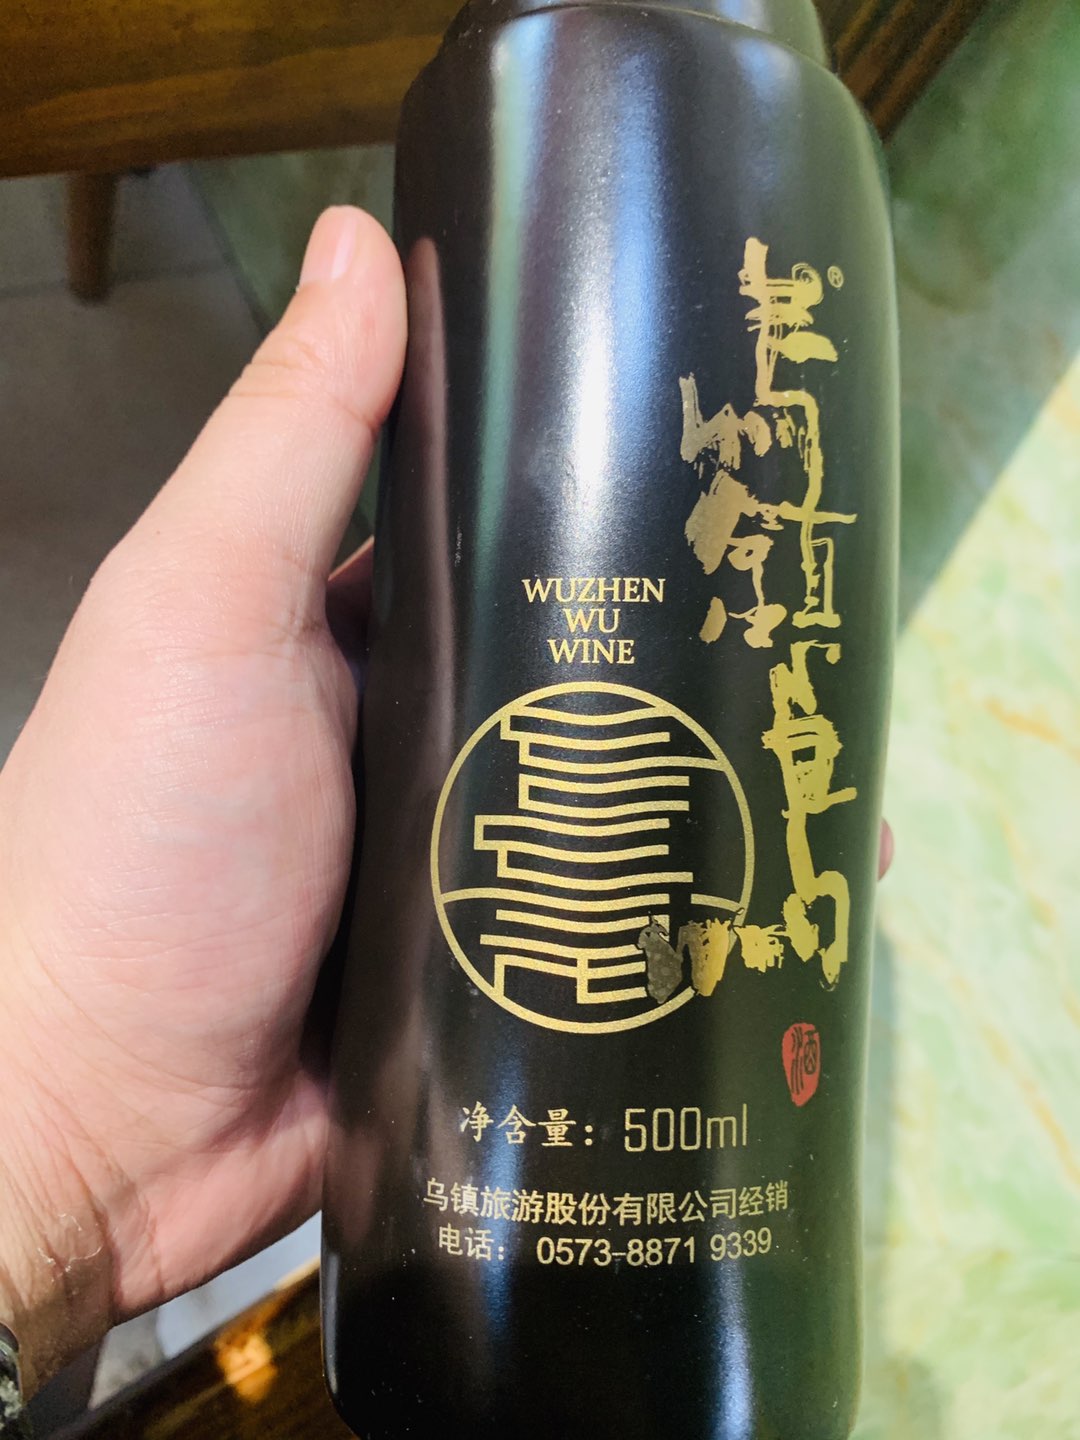 WUZHEN
WU
WINE
®
酒
净含量：500ml
乌镇旅游股份有限公司经销
电话： 0573-8871 9339